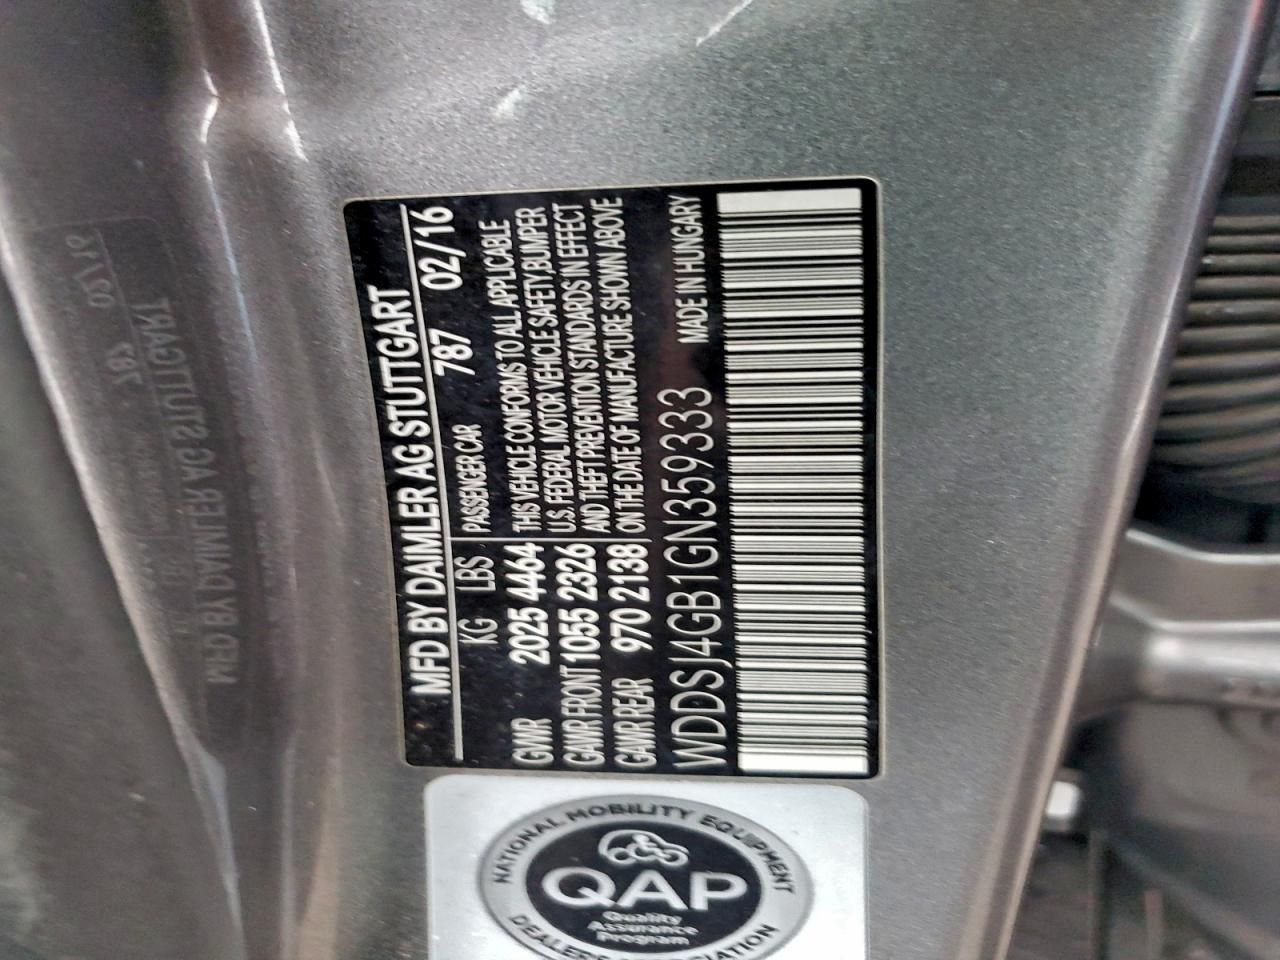 MFD BY DAIMLER AG STUTTGART
787 02/16
KG LBS PASSENGER CAR
GVWR 2025 4464 THIS VEHICLE CONFORMS TO ALL APPLICABLE
U.S. FEDERAL MOTOR VEHICLE SAFETY, BUMPER
GAWR FRONT 1055 2326 AND THEFT PREVENTION STANDARDS IN EFFECT
GAWR REAR 970 2138 ON THE DATE OF MANUFACTURE SHOWN ABOVE
WDDSJ4GB1GN359333 MADE IN HUNGARY
NATIONAL MOBILITY EQUIPMENT
QAP
Quality
Assurance
Program
DEALERS ASSOCIATION